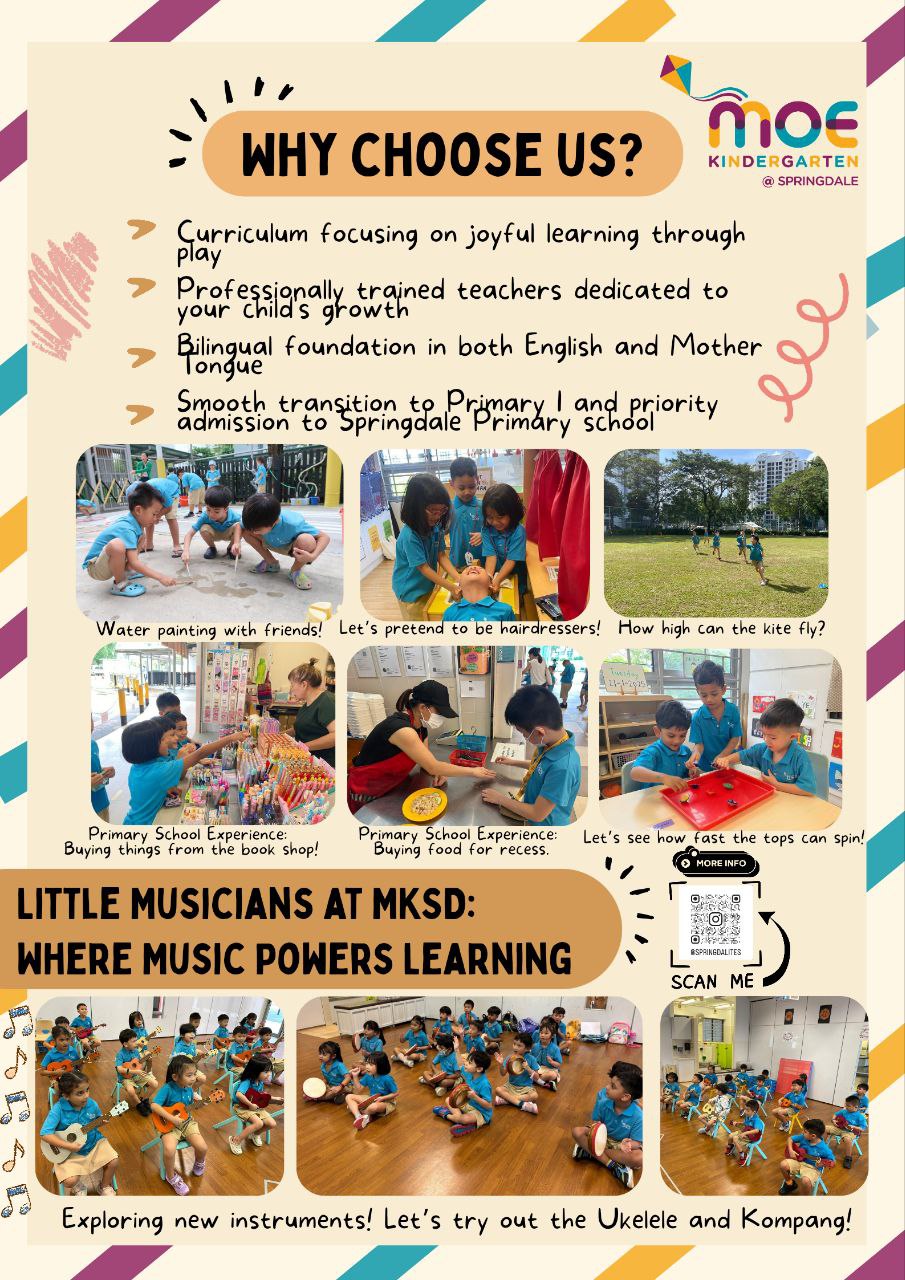 WHY CHOOSE US?
moe
KINDERGARTEN
@ SPRINGDALE
Curriculum focusing on joyful learning through
play
Professionally trained teachers dedicated to
your child's growth
Bilingual foundation in both English and Mother
Tongue
Smooth transition to Primary 1 and priority
admission to Springdale Primary school
Water painting with friends!
Let's pretend to be hairdressers!
How high can the kite fly?
Tuesday
21-1-2025
Primary School Experience:
Buying things from the book shop!
Primary School Experience:
Buying food for recess.
Let's see how fast the tops can spin!
LITTLE MUSICIANS AT MKSD:
WHERE MUSIC POWERS LEARNING
MORE INFO
@SPRINGDALITES
SCAN ME
Exploring new instruments! Let's try out the Ukelele and Kompang!